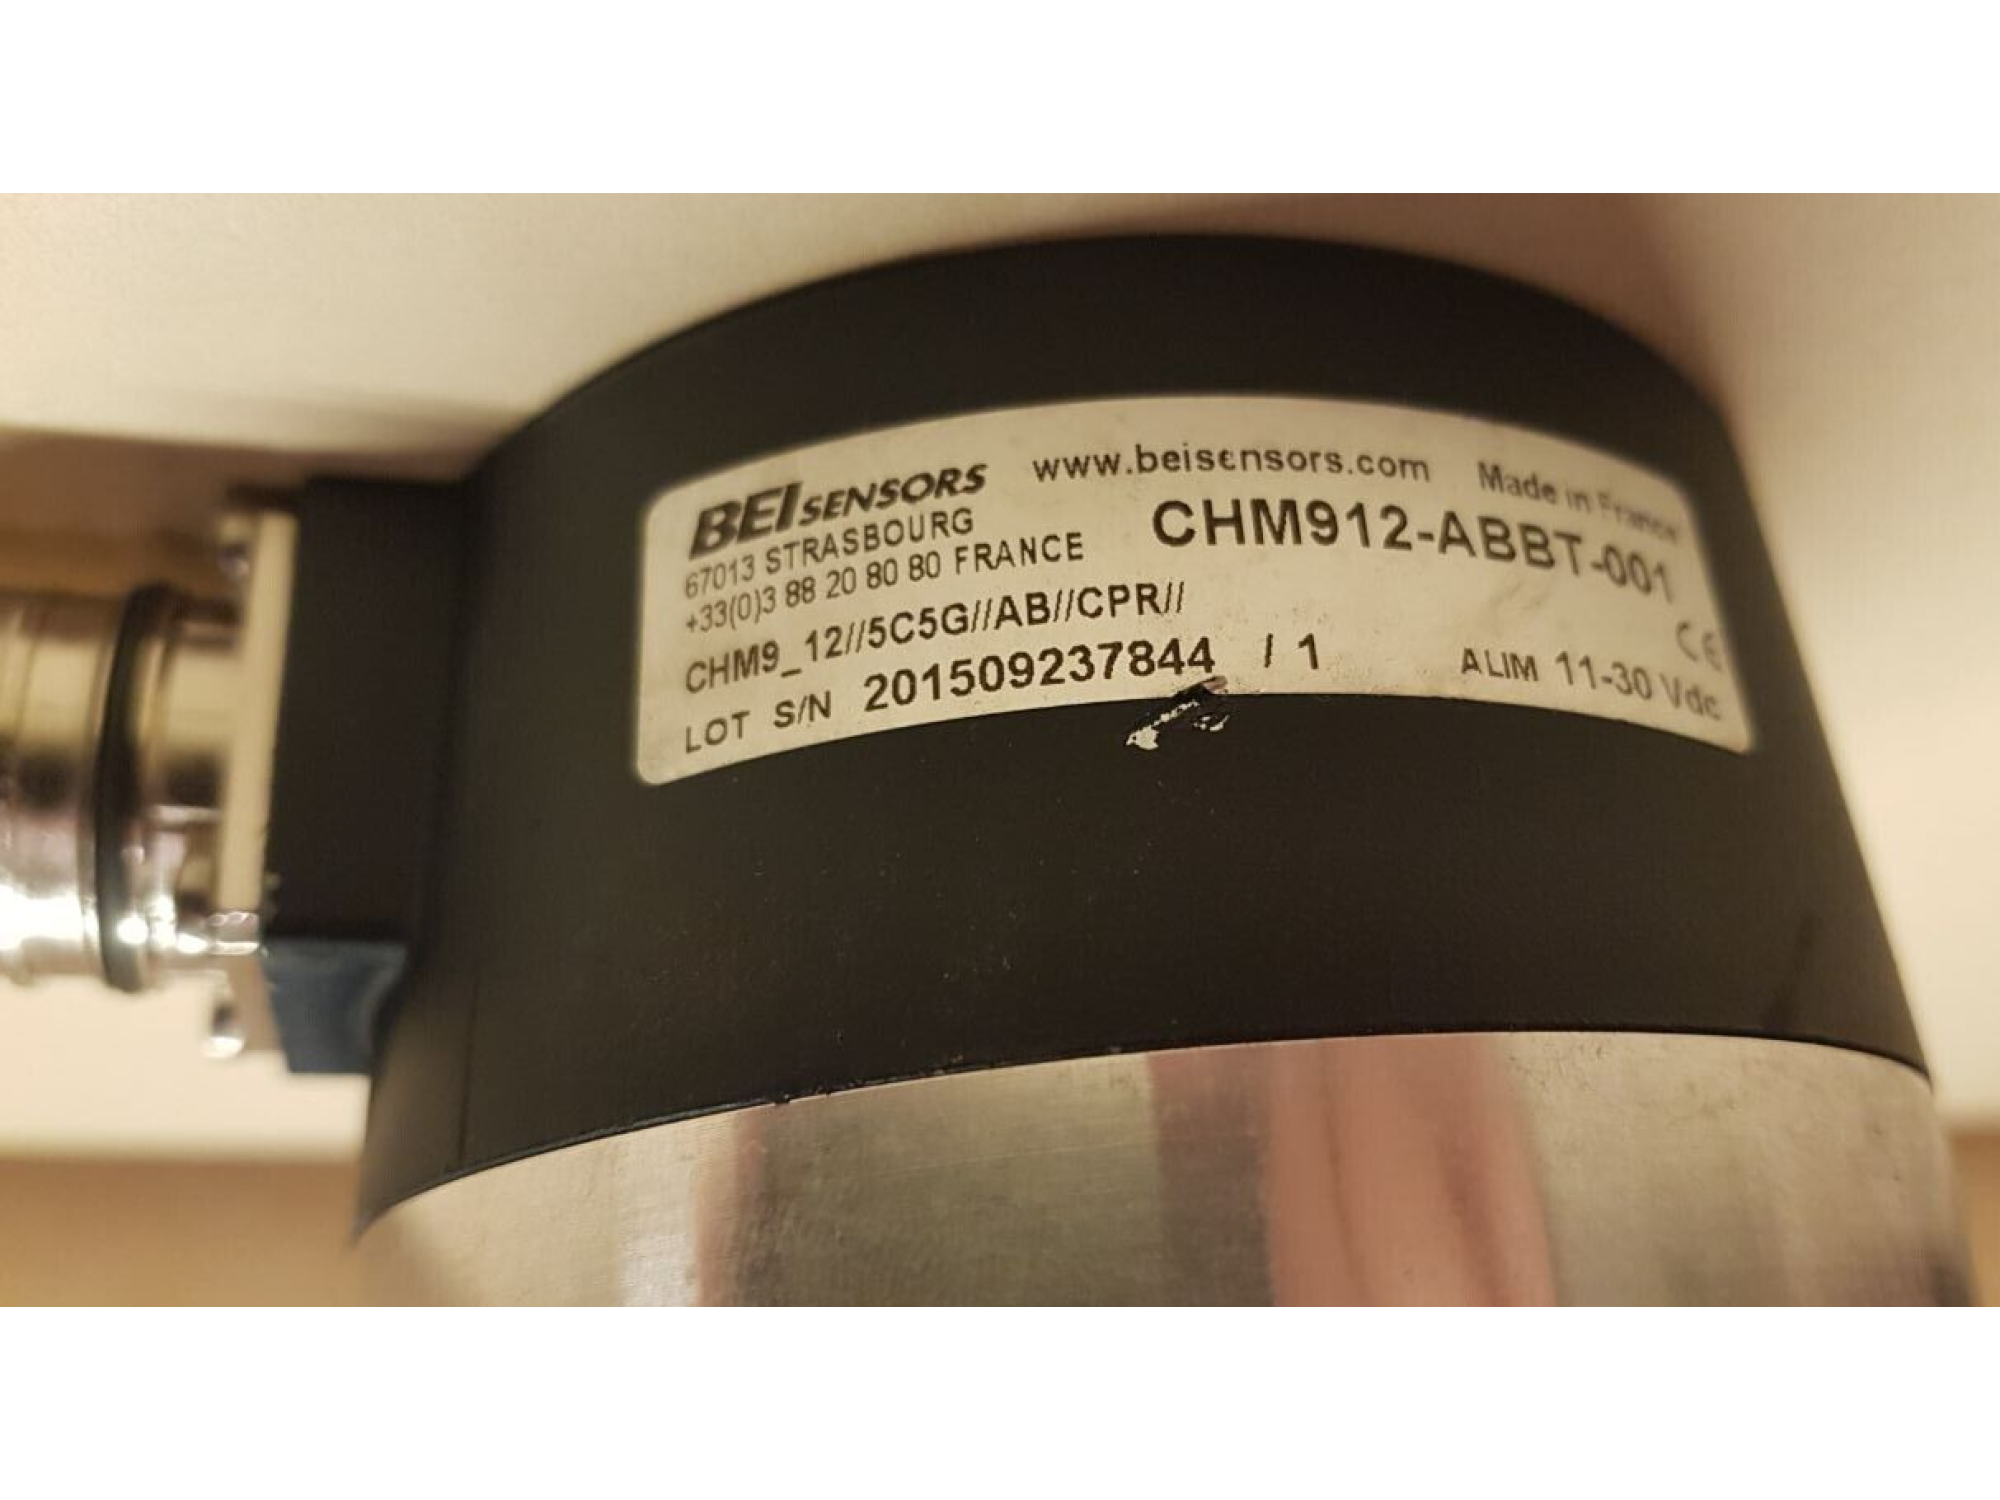 BEI SENSORS www.beisensors.com Made in France
67013 STRASBOURG
+33(0)3 88 20 80 80 FRANCE CHM912-ABBT-001
CHM9_12//5C5G//AB//CPR//
CE
LOT S/N 201509237844 / 1 ALIM 11-30 Vdc